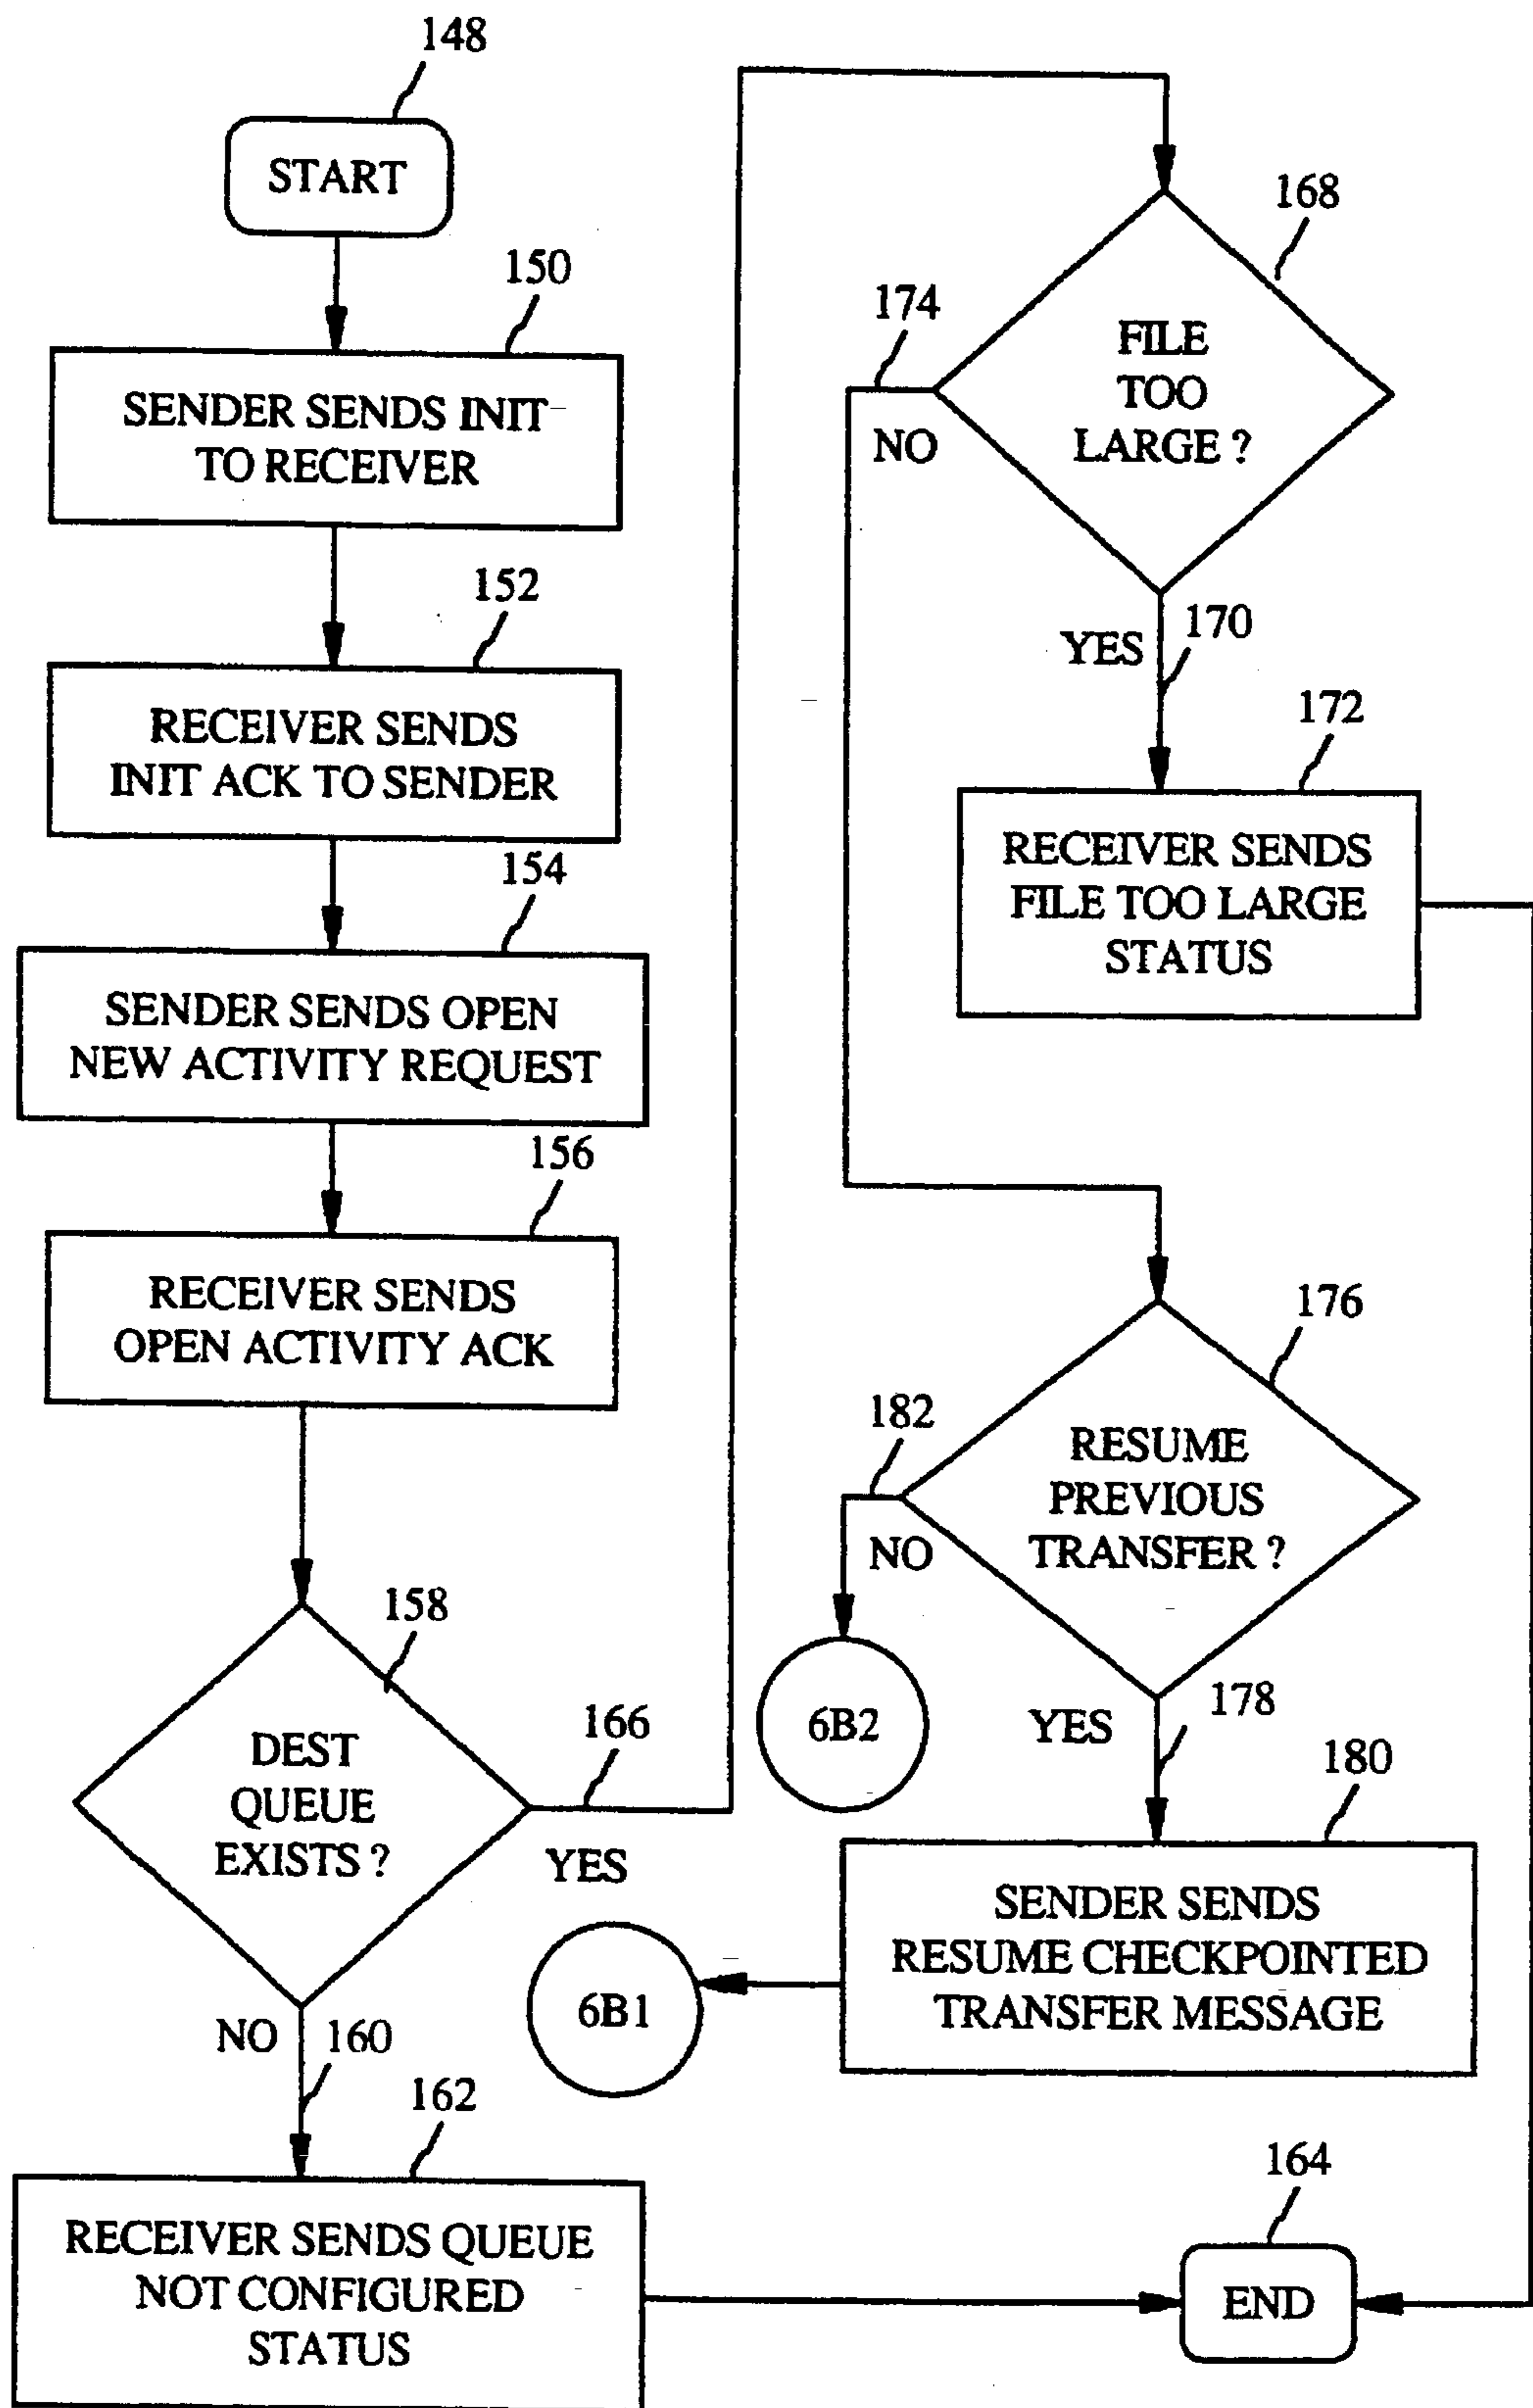 148
START
150
SENDER SENDS INIT
TO RECEIVER
152
RECEIVER SENDS
INIT ACK TO SENDER
154
SENDER SENDS OPEN
NEW ACTIVITY REQUEST
156
RECEIVER SENDS
OPEN ACTIVITY ACK
158
DEST
QUEUE
EXISTS ?
166
YES
NO
160
162
RECEIVER SENDS QUEUE
NOT CONFIGURED
STATUS
168
FILE
TOO
LARGE ?
174
NO
YES
170
172
RECEIVER SENDS
FILE TOO LARGE
STATUS
176
RESUME
PREVIOUS
TRANSFER ?
182
NO
6B2
YES
178
180
SENDER SENDS
RESUME CHECKPOINTED
TRANSFER MESSAGE
6B1
164
END